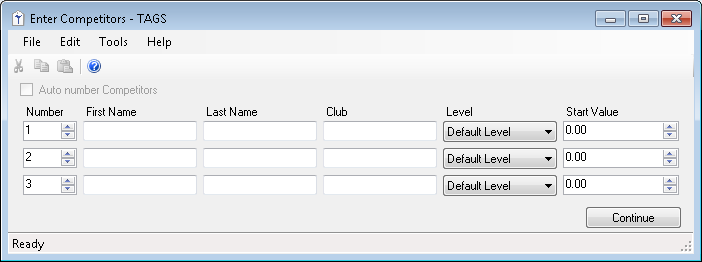 Enter Competitors - TAGS
File Edit Tools Help
Auto number Competitors
Number First Name Last Name Club Level Start Value
1 Default Level 0.00
2 Default Level 0.00
3 Default Level 0.00
Continue
Ready